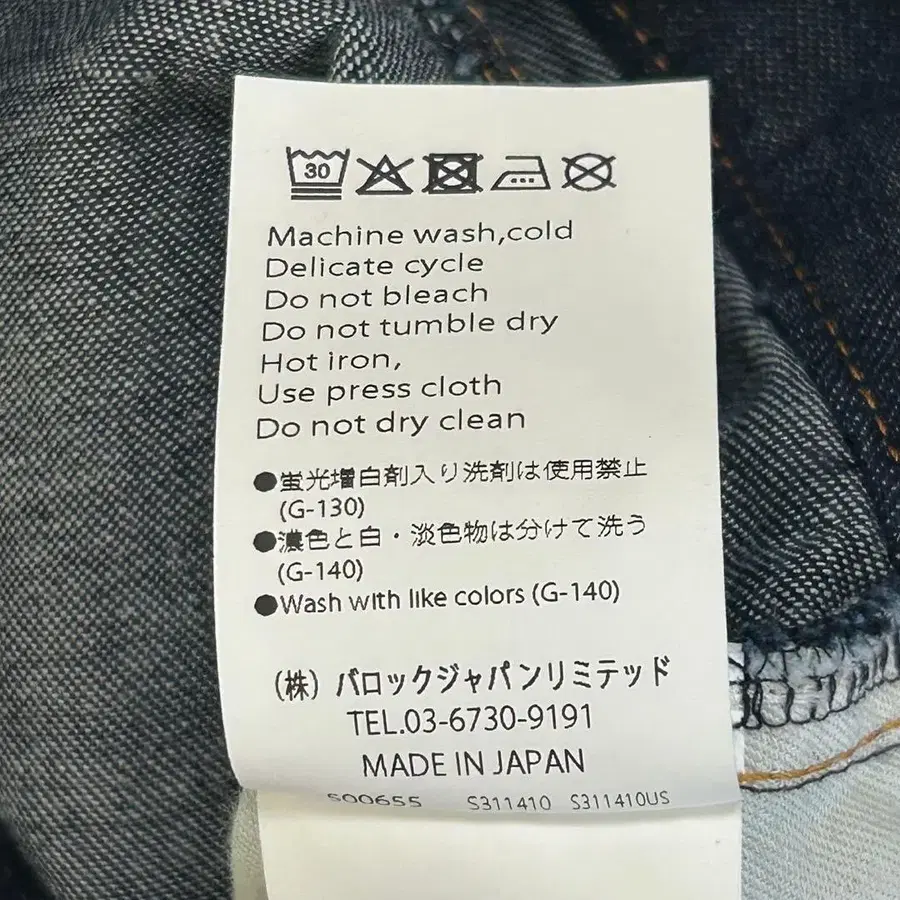 30
Machine wash,cold
Delicate cycle
Do not bleach
Do not tumble dry
Hot iron,
Use press cloth
Do not dry clean
●蛍光増白剤入り洗剤は使用禁止
(G-130)
●濃色と白・淡色物は分けて洗う
(G-140)
●Wash with like colors (G-140)
(株) バロックジャパンリミテッド
TEL.03-6730-9191
MADE IN JAPAN
S00655 S311410 S311410US